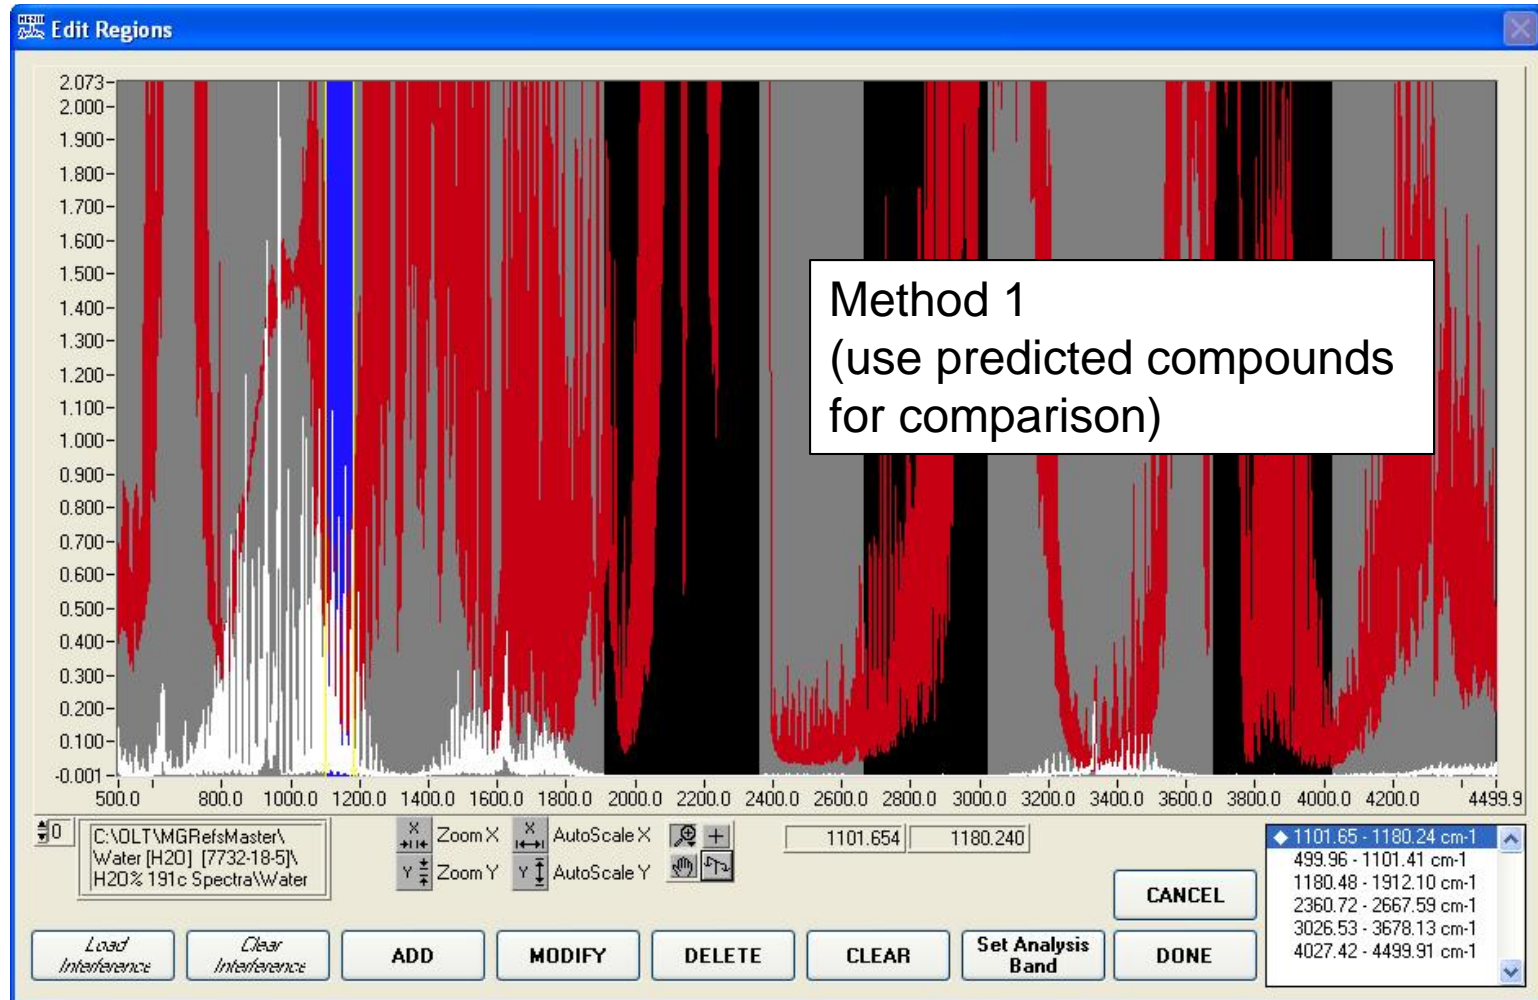 Edit Regions
2.073
2.000
1.900
1.800
1.700
1.600
1.500
1.400
1.300
1.200
1.100
1.000
0.900
0.800
0.700
0.600
0.500
0.400
0.300
0.200
0.100
-0.001
Method 1
(use predicted compounds
for comparison)
500.0 800.0 1000.0 1200.0 1400.0 1600.0 1800.0 2000.0 2200.0 2400.0 2600.0 2800.0 3000.0 3200.0 3400.0 3600.0 3800.0 4000.0 4200.0 4499.9
0
C:\OLT\MGRefsMaster\
Water [H2O] [7732-18-5]\
H2O% 191c Spectra\Water
X Zoom X X AutoScale X
Y Zoom Y Y AutoScale Y
1101.654 1180.240
1101.65 - 1180.24 cm-1
499.96 - 1101.41 cm-1
1180.48 - 1912.10 cm-1
2360.72 - 2667.59 cm-1
3026.53 - 3678.13 cm-1
4027.42 - 4499.91 cm-1
CANCEL
Load
Interference
Clear
Interference
ADD
MODIFY
DELETE
CLEAR
Set Analysis
Band
DONE